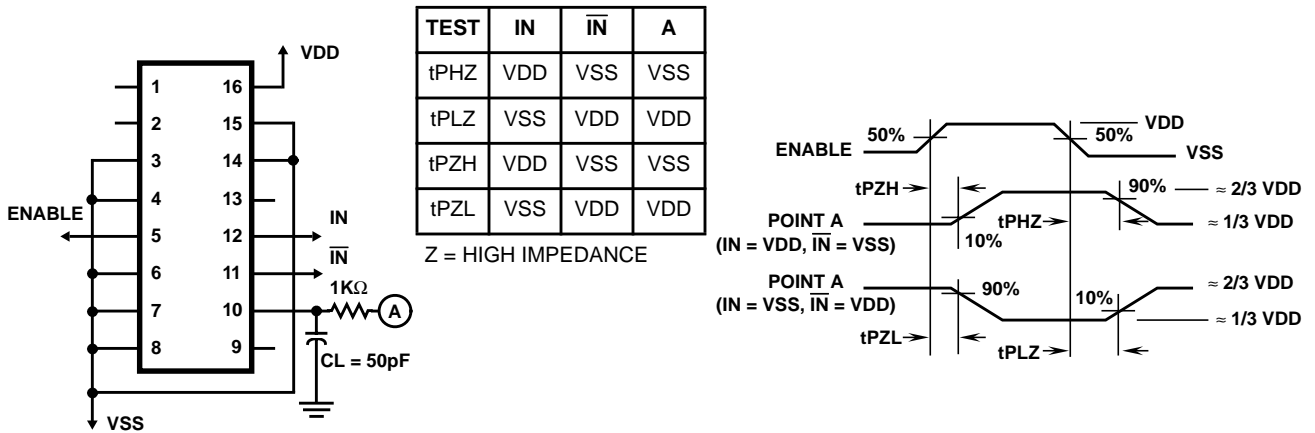 VDD
1 16
2 15
3 14
4 13
ENABLE
5 12 IN
6 11 I̅N̅
7 10 1KΩ A
8 9
CL = 50pF
VSS
TEST IN I̅N̅ A
tPHZ VDD VSS VSS
tPLZ VSS VDD VDD
tPZH VDD VSS VSS
tPZL VSS VDD VDD
Z = HIGH IMPEDANCE
ENABLE 50% 50% VDD
VSS
tPZH 90% ≈ 2/3 VDD
POINT A tPHZ ≈ 1/3 VDD
(IN = VDD, I̅N̅ = VSS) 10%
POINT A 90% 10% ≈ 2/3 VDD
(IN = VSS, I̅N̅ = VDD) ≈ 1/3 VDD
tPZL tPLZ